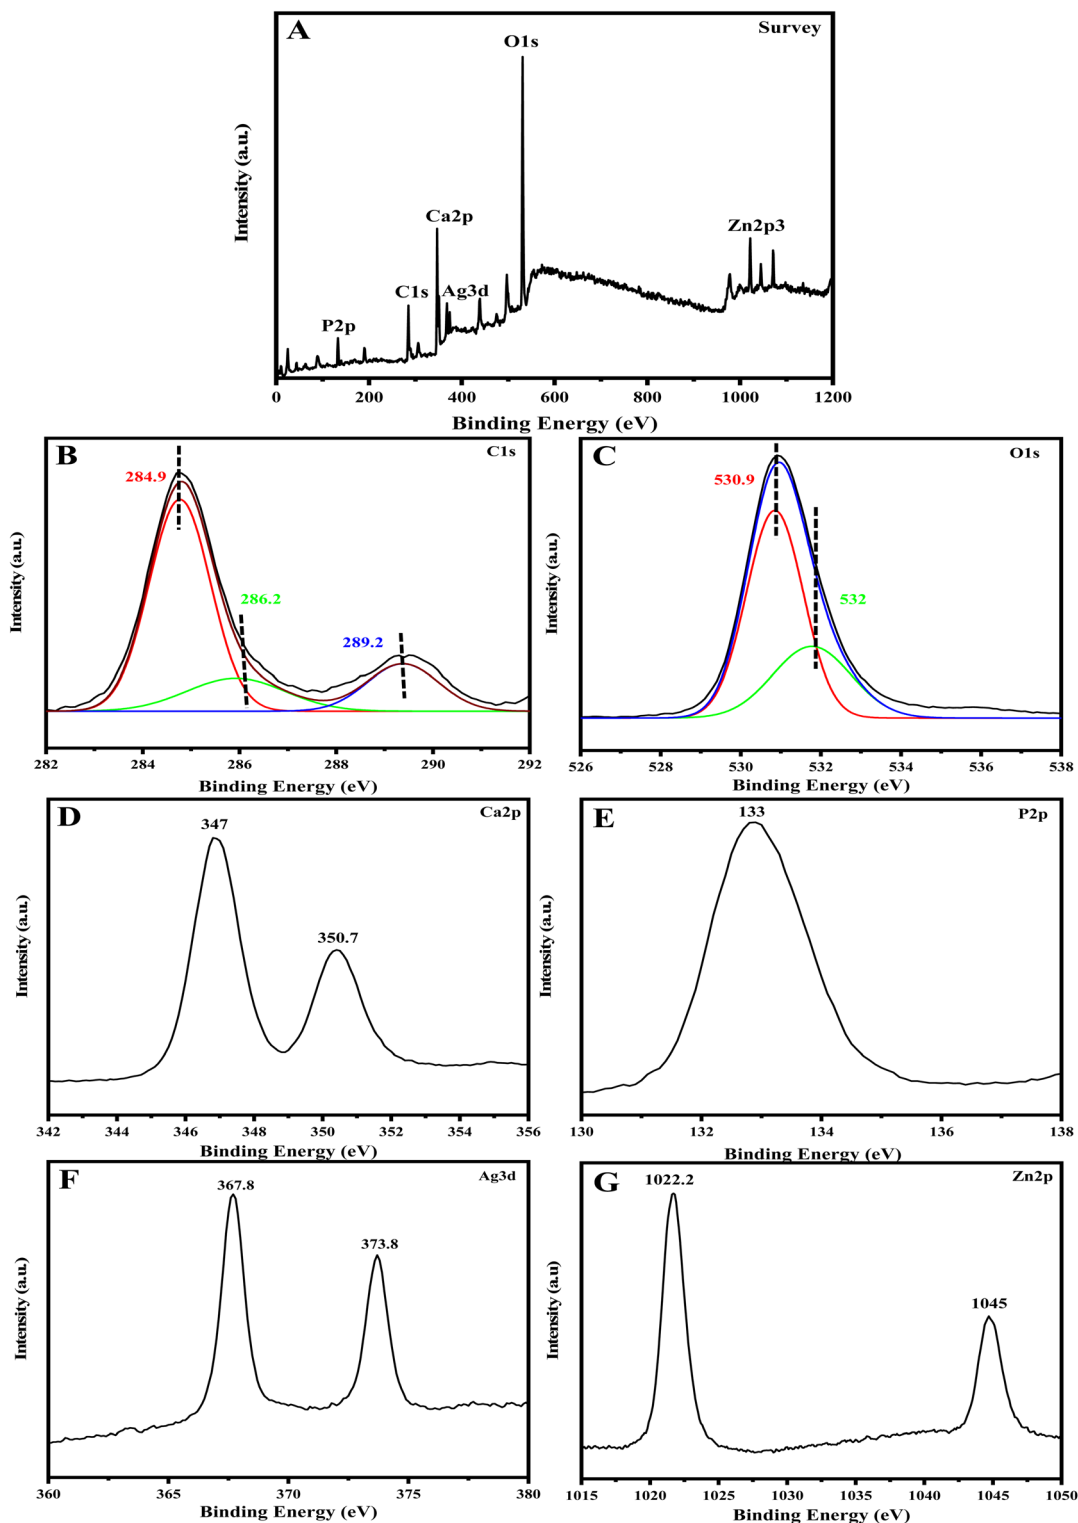 A
Survey
O1s
Ca2p
Zn2p3
C1s
Ag3d
P2p
Intensity (a.u.)
0 200 400 600 800 1000 1200
Binding Energy (eV)
B
C1s
284.9
286.2
289.2
Intensity (a.u.)
282 284 286 288 290 292
Binding Energy (eV)
C
O1s
530.9
532
Intensity (a.u.)
526 528 530 532 534 536 538
Binding Energy (eV)
D
Ca2p
347
350.7
Intensity (a.u.)
342 344 346 348 350 352 354 356
Binding Energy (eV)
E
P2p
133
Intensity (a.u.)
130 132 134 136 138
Binding Energy (eV)
F
Ag3d
367.8
373.8
Intensity (a.u.)
360 365 370 375 380
Binding Energy (eV)
G
Zn2p
1022.2
1045
Intensity (a.u)
1015 1020 1025 1030 1035 1040 1045 1050
Binding Energy (eV)